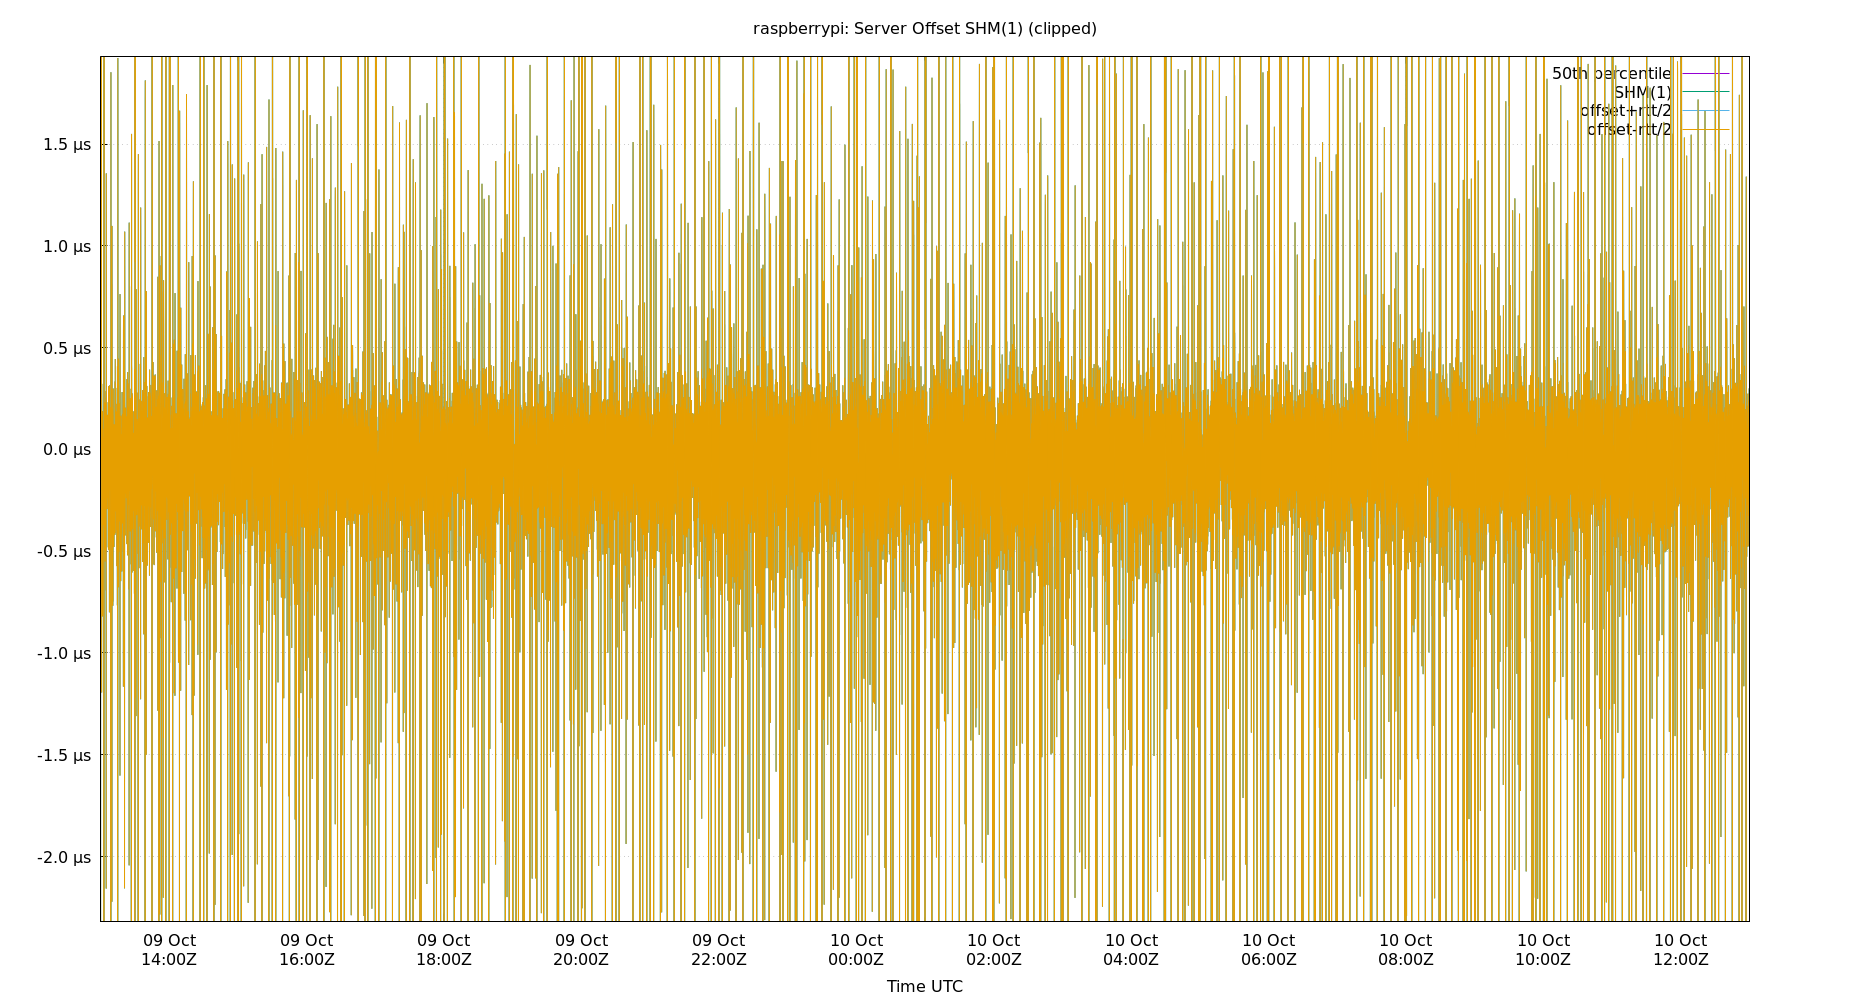 raspberrypi: Server Offset SHM(1) (clipped)
50th percentile
SHM(1)
offset+rtt/2
offset-rtt/2
1.5 μs
1.0 μs
0.5 μs
0.0 μs
-0.5 μs
-1.0 μs
-1.5 μs
-2.0 μs
09 Oct 09 Oct 09 Oct 09 Oct 09 Oct 10 Oct 10 Oct 10 Oct 10 Oct 10 Oct 10 Oct 10 Oct
14:00Z 16:00Z 18:00Z 20:00Z 22:00Z 00:00Z 02:00Z 04:00Z 06:00Z 08:00Z 10:00Z 12:00Z
Time UTC